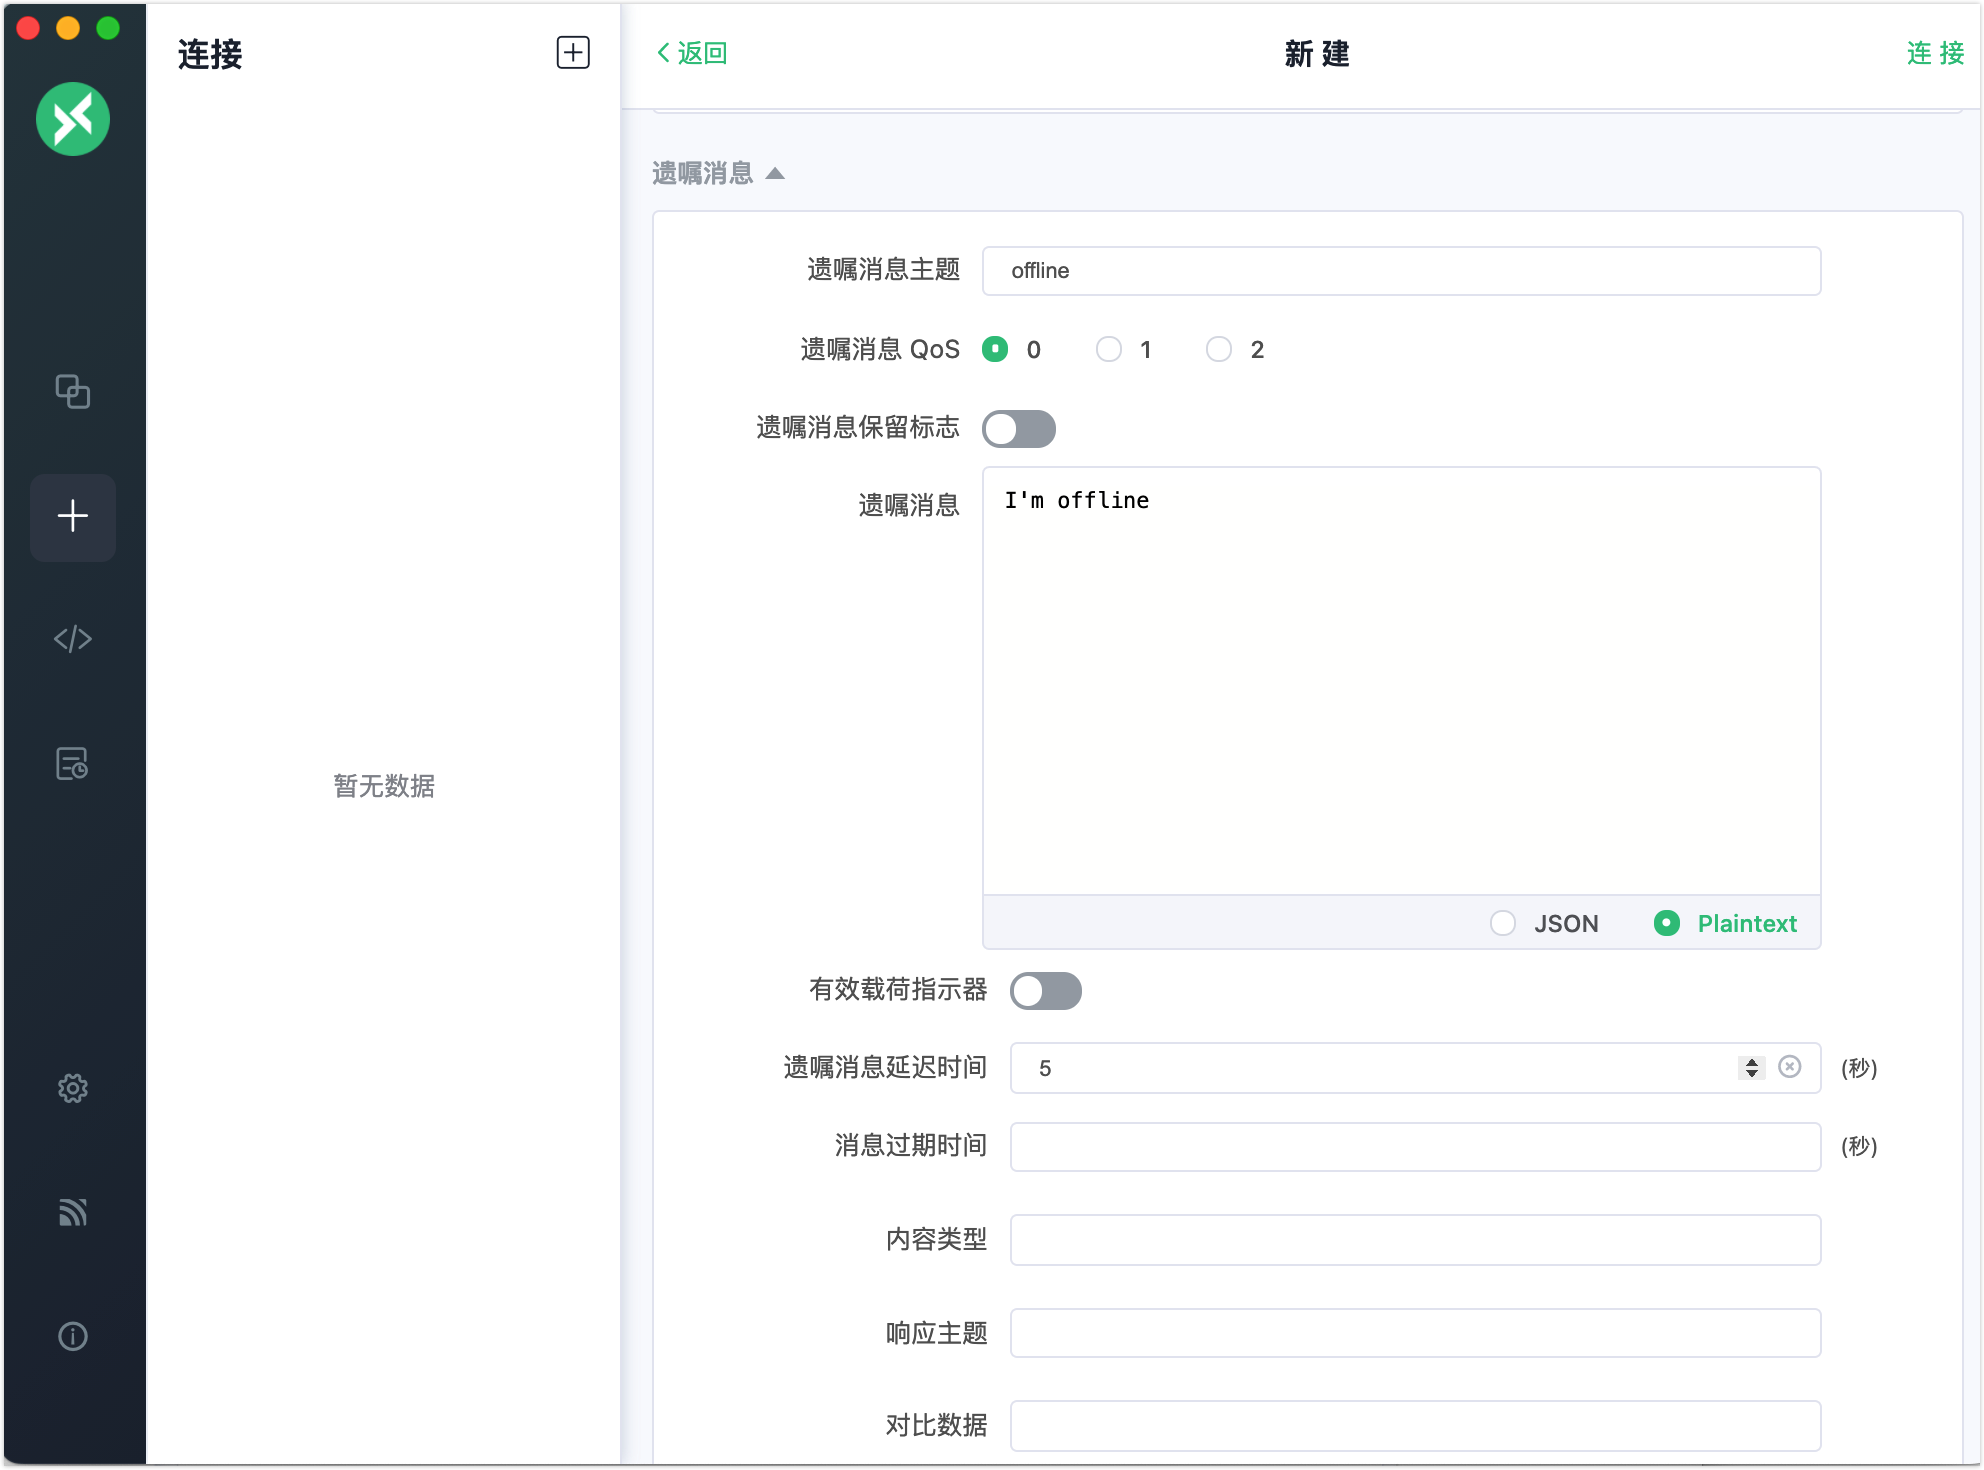 连接
返回
新 建
连 接
遗嘱消息
遗嘱消息主题 offline
遗嘱消息 QoS 0 1 2
遗嘱消息保留标志
遗嘱消息 I'm offline
JSON Plaintext
有效载荷指示器
遗嘱消息延迟时间 5 (秒)
消息过期时间 (秒)
内容类型
响应主题
对比数据
暂无数据